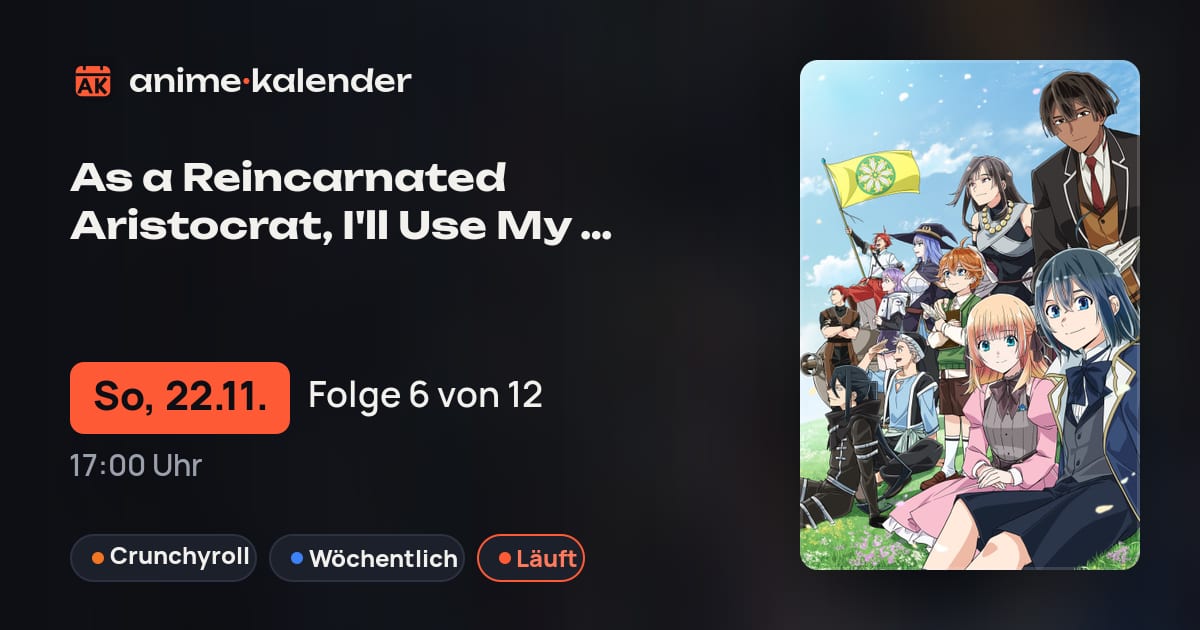 AK
anime·kalender
As a Reincarnated
Aristocrat, I'll Use My ...
So, 22.11.
Folge 6 von 12
17:00 Uhr
Crunchyroll
Wöchentlich
Läuft